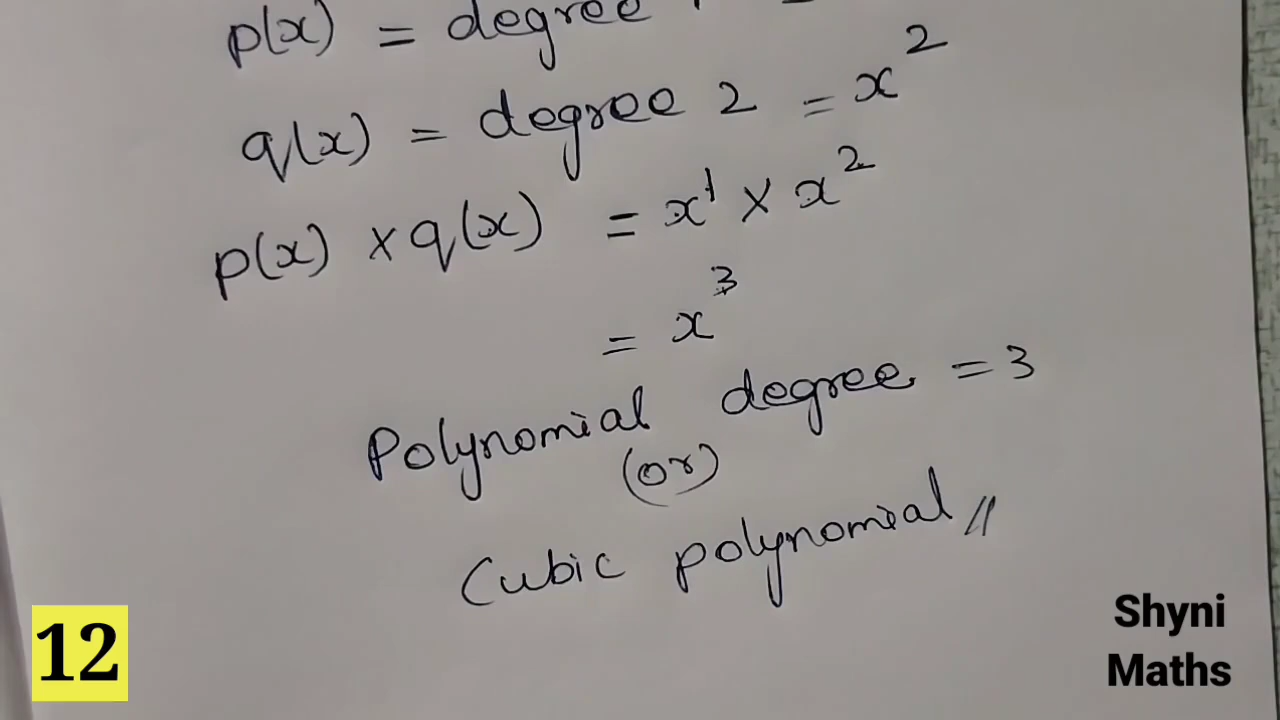 p(x) = degree
q(x) = degree 2 = x²
p(x) × q(x) = x¹ × x²
= x³
Polynomial degree = 3
(or)
Cubic polynomial //
12
Shyni
Maths